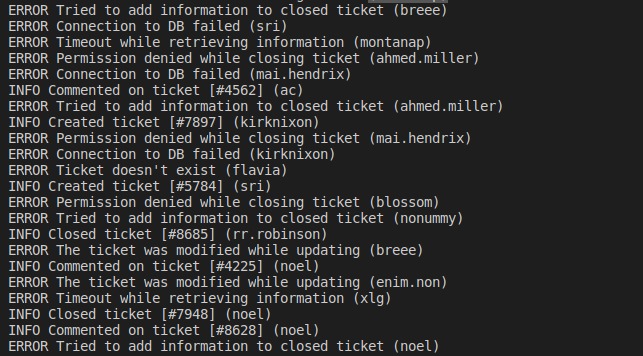 ERROR Tried to add information to closed ticket (breee)
ERROR Connection to DB failed (sri)
ERROR Timeout while retrieving information (montanap)
ERROR Permission denied while closing ticket (ahmed.miller)
ERROR Connection to DB failed (mai.hendrix)
INFO Commented on ticket [#4562] (ac)
ERROR Tried to add information to closed ticket (ahmed.miller)
INFO Created ticket [#7897] (kirknixon)
ERROR Permission denied while closing ticket (mai.hendrix)
ERROR Connection to DB failed (kirknixon)
ERROR Ticket doesn't exist (flavia)
INFO Created ticket [#5784] (sri)
ERROR Permission denied while closing ticket (blossom)
ERROR Tried to add information to closed ticket (nonummy)
INFO Closed ticket [#8685] (rr.robinson)
ERROR The ticket was modified while updating (breee)
INFO Commented on ticket [#4225] (noel)
ERROR The ticket was modified while updating (enim.non)
ERROR Timeout while retrieving information (xlg)
INFO Closed ticket [#7948] (noel)
INFO Commented on ticket [#8628] (noel)
ERROR Tried to add information to closed ticket (noel)